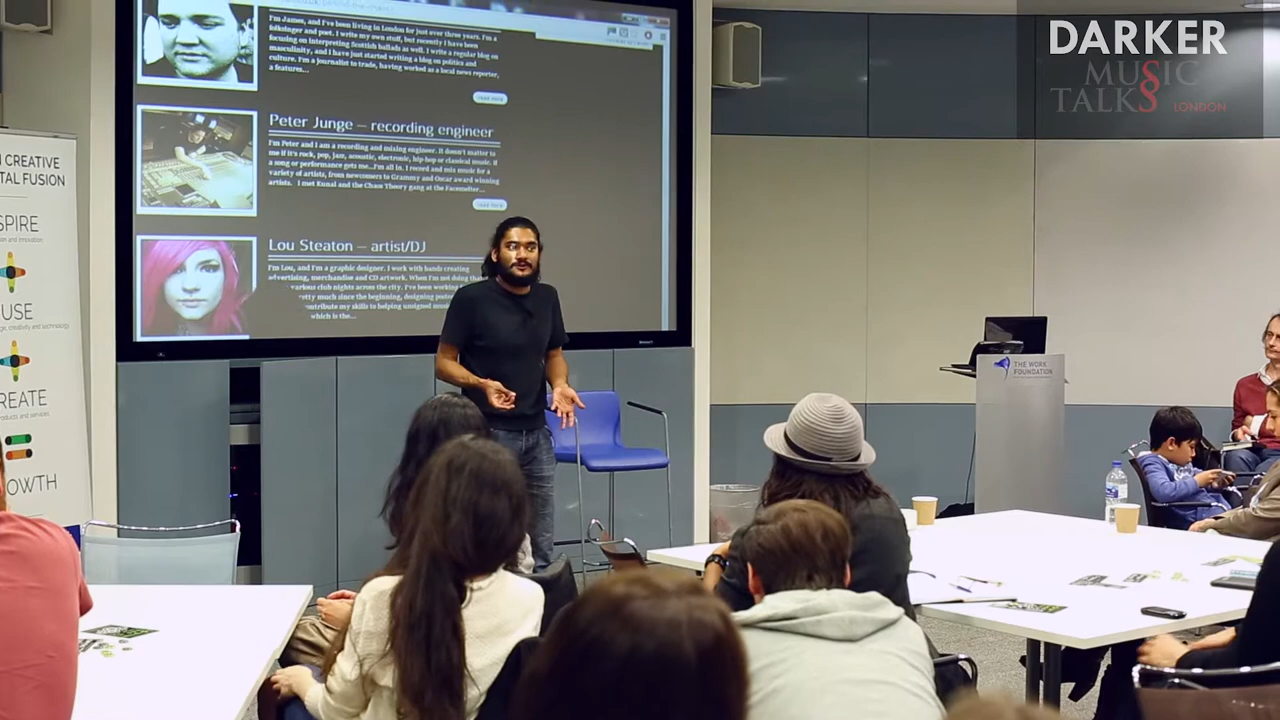 I'm James, and I've been living in London for just over three years. I'm a
folksinger and poet. I write my own stuff, but recently I have been
focusing on interpreting Scottish ballads as well. I write a regular blog on
masculinity, and I have just started writing a blog on politics and
culture. I'm a journalist to trade, having worked as a local news reporter,
a features...
read more
Peter Junge – recording engineer
I'm Peter and I am a recording and mixing engineer. It doesn't matter to
me if it's rock, pop, jazz, acoustic, electronic, hip hop or classical music. If
a song or performance gets me...I'm all in. I record and mix music for a
variety of artists, from newcomers to Grammy and Oscar award winning
artists. I met Kunal and the Chaos Theory gang at the Facemelter...
read more
Lou Steaton – artist/DJ
I'm Lou, and I'm a graphic designer. I work with bands creating
advertising, merchandise and CD artwork. When I'm not doing that
various club nights across the city. I've been working
pretty much since the beginning, designing poste
contribute my skills to helping unsigned musi
which is the...
DARKER
MUSIC
TALKS LONDON
CREATIVE
TAL FUSION
SPIRE
USE
REATE
products and services
OWTH
THE WORK
FOUNDATION